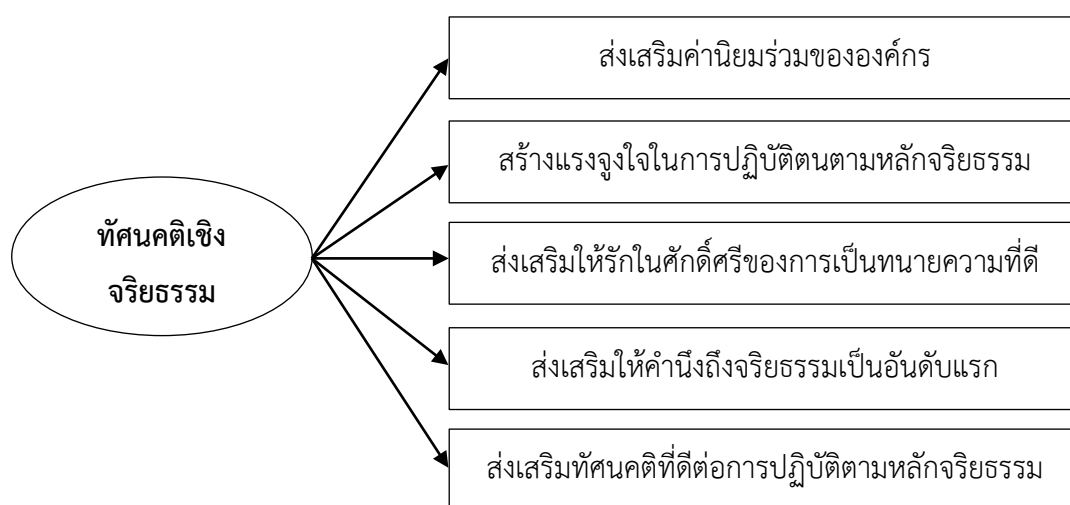 ส่งเสริมค่านิยมร่วมขององค์กร
สร้างแรงจูงใจในการปฏิบัติตนตามหลักจริยธรรม
ทัศนคติเชิง
จริยธรรม
ส่งเสริมให้รักในศักดิ์ศรีของการเป็นทนายความที่ดี
ส่งเสริมให้คำนึงถึงจริยธรรมเป็นอันดับแรก
ส่งเสริมทัศนคติที่ดีต่อการปฏิบัติตามหลักจริยธรรม